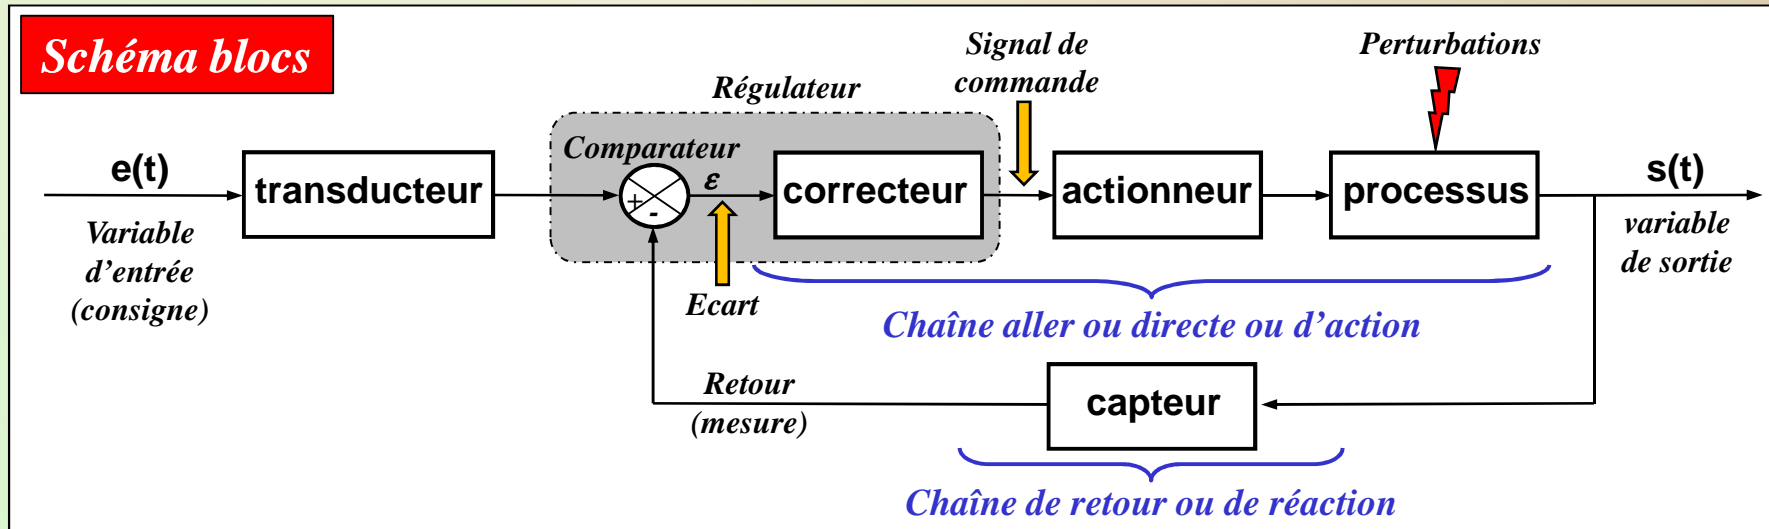 Schéma blocs
Signal de
commande
Perturbations
Régulateur
Comparateur
e(t)
transducteur
+
-
ε
correcteur
actionneur
processus
s(t)
Variable
d’entrée
(consigne)
variable
de sortie
Ecart
Chaîne aller ou directe ou d’action
Retour
(mesure)
capteur
Chaîne de retour ou de réaction